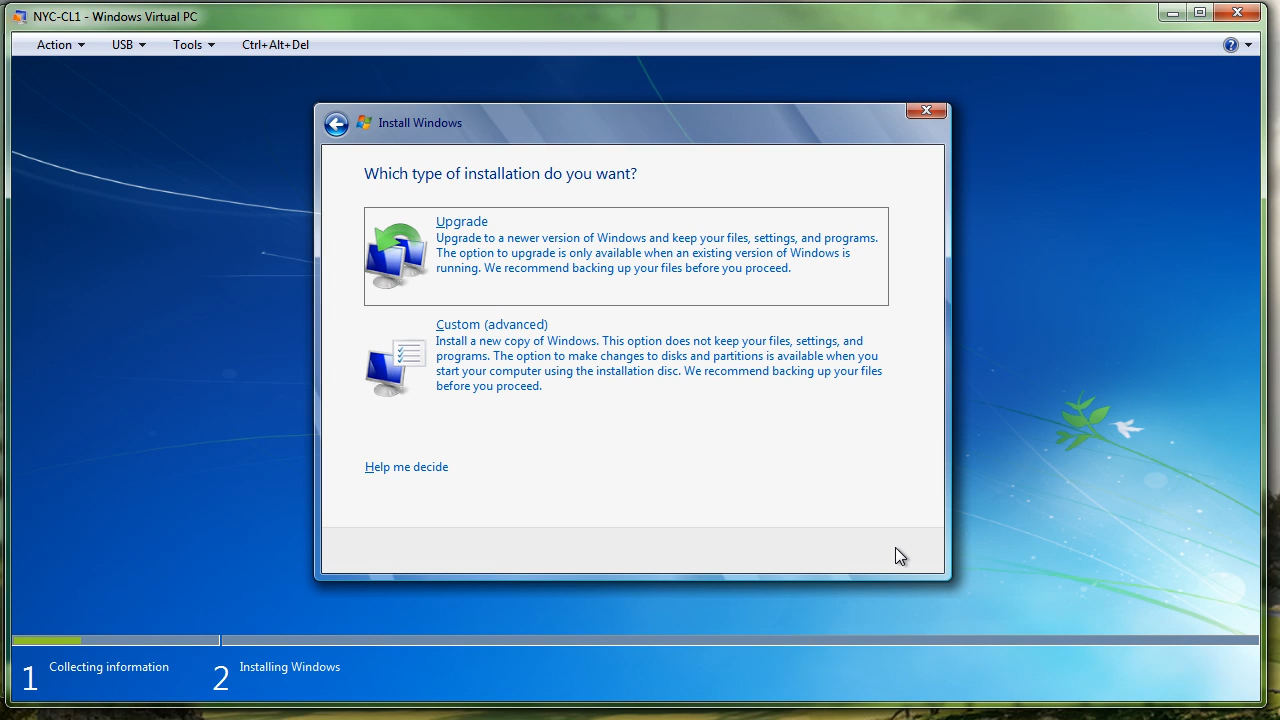 NYC-CL1 - Windows Virtual PC
Action USB Tools Ctrl+Alt+Del
Install Windows
Which type of installation do you want?
Upgrade
Upgrade to a newer version of Windows and keep your files, settings, and programs.
The option to upgrade is only available when an existing version of Windows is
running. We recommend backing up your files before you proceed.
Custom (advanced)
Install a new copy of Windows. This option does not keep your files, settings, and
programs. The option to make changes to disks and partitions is available when you
start your computer using the installation disc. We recommend backing up your files
before you proceed.
Help me decide
1 Collecting information 2 Installing Windows